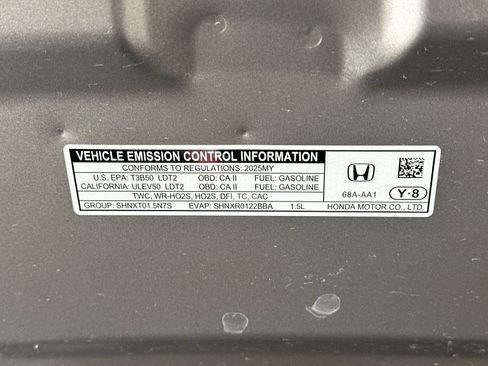 VEHICLE EMISSION CONTROL INFORMATION
CONFORMS TO REGULATIONS: 2025MY
U.S. EPA: T3B50 LDT2 OBD: CA II FUEL: GASOLINE
CALIFORNIA: ULEV50 LDT2 OBD: CA II FUEL: GASOLINE
TWC, WR-HO2S, HO2S, DFI, TC, CAC
GROUP: SHNXT01.5N7S EVAP: SHNXR0122BBA 1.5L
68A-AA1
Y-8
HONDA MOTOR CO., LTD.